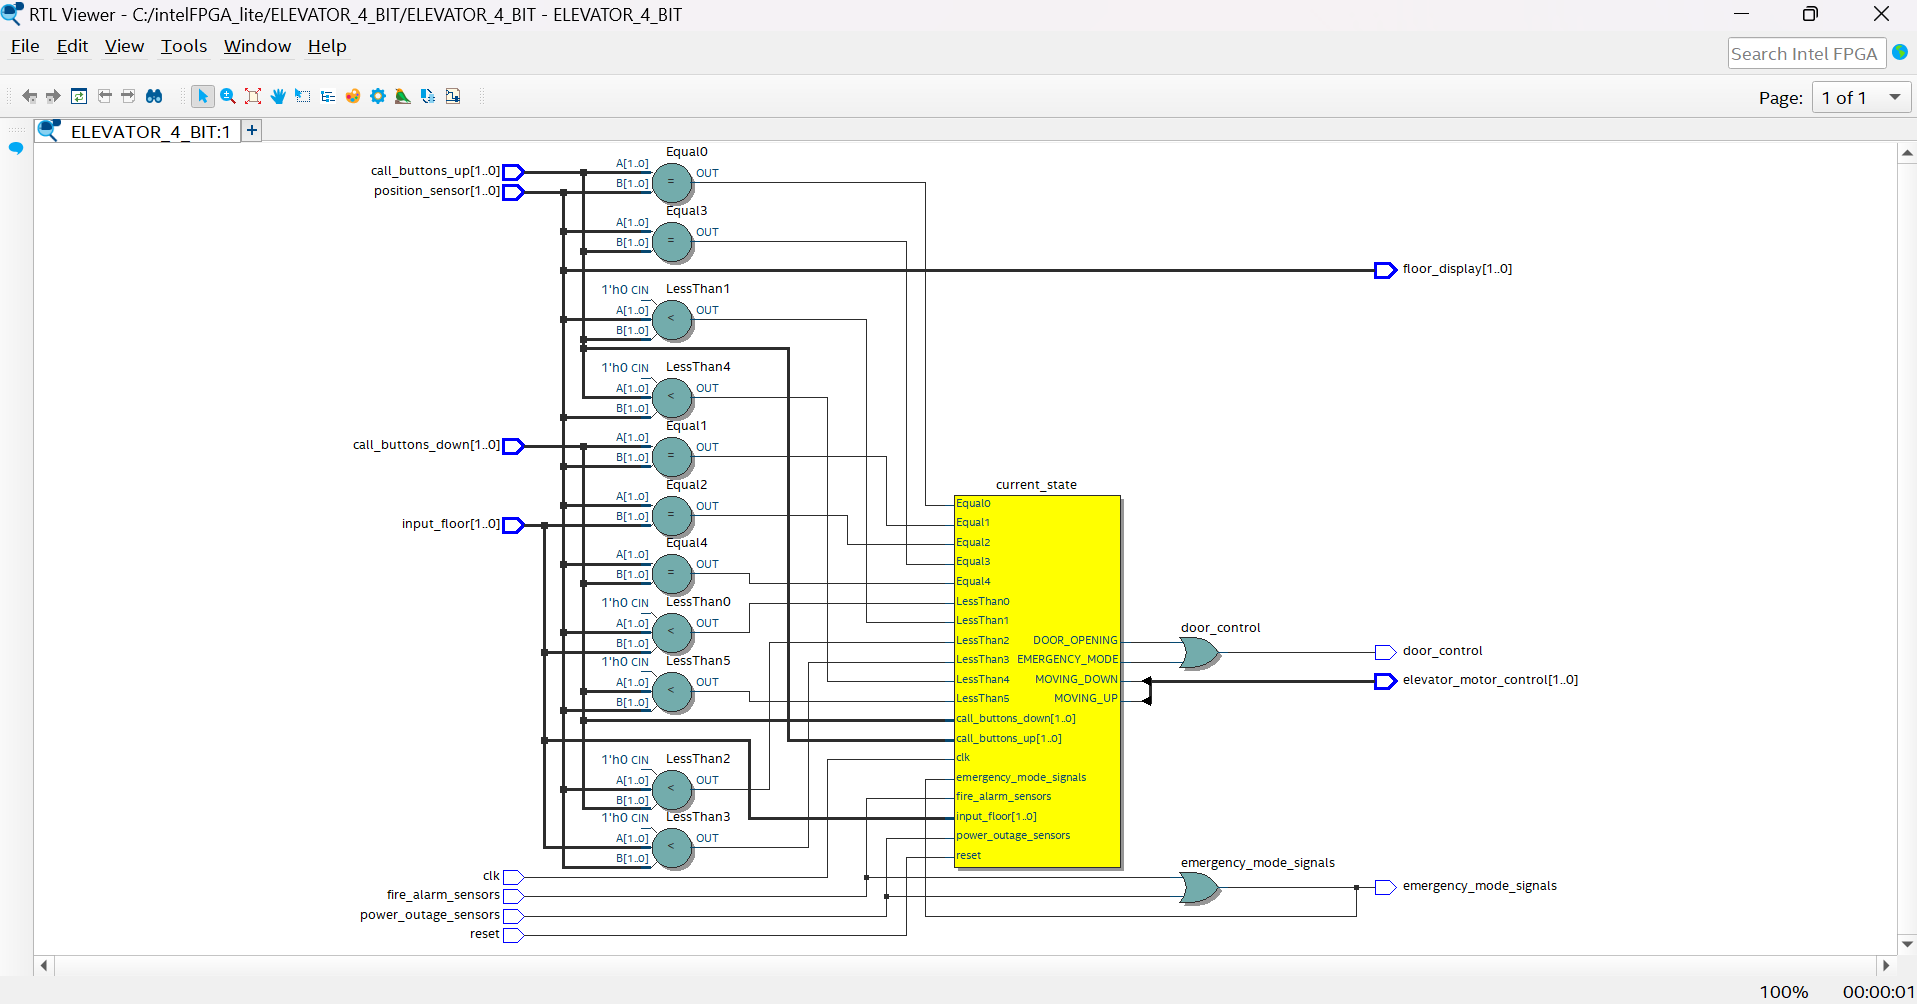 RTL Viewer - C:/intelFPGA_lite/ELEVATOR_4_BIT/ELEVATOR_4_BIT - ELEVATOR_4_BIT
File Edit View Tools Window Help
Search Intel FPGA
Page: 1 of 1
ELEVATOR_4_BIT:1
+
call_buttons_up[1..0]
position_sensor[1..0]
Equal0
A[1..0]
B[1..0]
=
OUT
Equal3
A[1..0]
B[1..0]
=
OUT
floor_display[1..0]
LessThan1
1'h0 CIN
A[1..0]
B[1..0]
<
OUT
LessThan4
1'h0 CIN
A[1..0]
B[1..0]
<
OUT
call_buttons_down[1..0]
Equal1
A[1..0]
B[1..0]
=
OUT
input_floor[1..0]
Equal2
A[1..0]
B[1..0]
=
OUT
Equal4
A[1..0]
B[1..0]
=
OUT
LessThan0
1'h0 CIN
A[1..0]
B[1..0]
<
OUT
LessThan5
1'h0 CIN
A[1..0]
B[1..0]
<
OUT
LessThan2
1'h0 CIN
A[1..0]
B[1..0]
<
OUT
LessThan3
1'h0 CIN
A[1..0]
B[1..0]
<
OUT
clk
fire_alarm_sensors
power_outage_sensors
reset
current_state
Equal0
Equal1
Equal2
Equal3
Equal4
LessThan0
LessThan1
LessThan2 DOOR_OPENING
LessThan3 EMERGENCY_MODE
LessThan4 MOVING_DOWN
LessThan5 MOVING_UP
call_buttons_down[1..0]
call_buttons_up[1..0]
clk
emergency_mode_signals
fire_alarm_sensors
input_floor[1..0]
power_outage_sensors
reset
door_control
door_control
elevator_motor_control[1..0]
emergency_mode_signals
emergency_mode_signals
100% 00:00:01